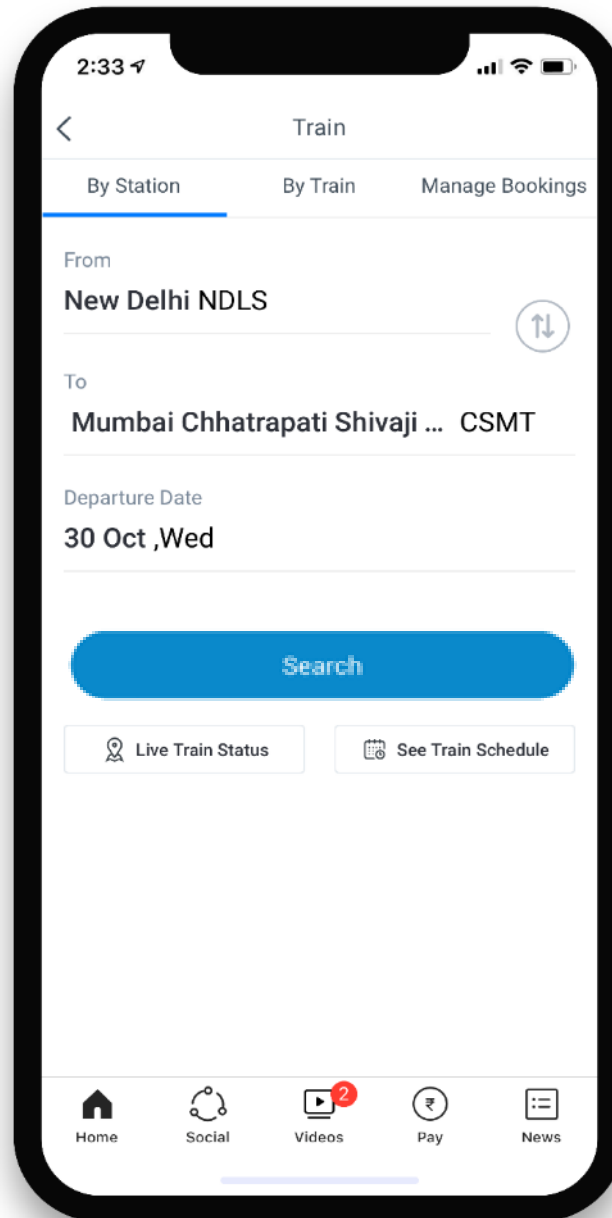 2:33
Train
By Station By Train Manage Bookings
From
New Delhi NDLS
To
Mumbai Chhatrapati Shivaji ... CSMT
Departure Date
30 Oct ,Wed
Search
Live Train Status See Train Schedule
2
₹
Home Social Videos Pay News